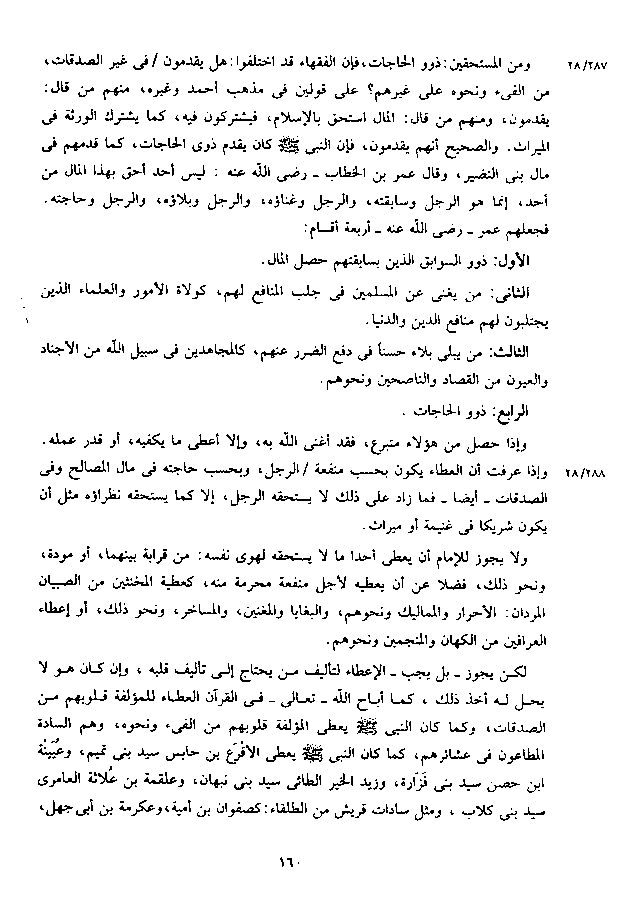 ٢٨/٢٨٧ ومن المستحقين: ذوو الحاجات، فإن الفقهاء قد اختلفوا: هل يقدمون / فى غير الصدقات،
من الفىء ونحوه على غيرهم؟ على قولين فى مذهب أحمد وغيره، منهم من قال:
يقدمون، ومنهم من قال: المال استحق بالإسلام، فيشتركون فيه، كما يشترك الورثة فى
الميراث. والصحيح أنهم يقدمون، فإن النبى ﷺ كان يقدم ذوى الحاجات، كما قدمهم فى
مال بنى النضير، وقال عمر بن الخطاب ـ رضى الله عنه : ليس أحد أحق بهذا المال من
أحد، إنما هو الرجل وسابقته، والرجل وغناؤه، والرجل وبلاؤه، والرجل وحاجته.
فجعلهم عمر ـ رضى الله عنه ـ أربعة أقسام:
الأول: ذوو السوابق الذين بسابقتهم حصل المال.
الثانى: من يغنى عن المسلمين فى جلب المنافع لهم، كولاة الأمور والعلماء الذين
يجتلبون لهم منافع الدين والدنيا.
الثالث: من يبلى بلاء حسناً فى دفع الضرر عنهم، كالمجاهدين فى سبيل الله من الأجناد
والعيون من القصاد والناصحين ونحوهم.
الرابع: ذوو الحاجات .
وإذا حصل من هؤلاء متبرع، فقد أغنى الله به، وإلا أعطى ما يكفيه، أو قدر عمله.
٢٨/٢٨٨ وإذا عرفت أن العطاء يكون بحسب منفعة / الرجل، وبحسب حاجته فى مال المصالح وفى
الصدقات ـ أيضا ـ فما زاد على ذلك لا يستحقه الرجل، إلا كما يستحقه نظراؤه مثل أن
يكون شريكا فى غنيمة أو ميراث.
ولا يجوز للإمام أن يعطى أحدا ما لا يستحقه لهوى نفسه: من قرابة بينهما، أو مودة،
ونحو ذلك، فضلا عن أن يعطيه لأجل منفعة محرمة منه، كعطية المخنثين من الصبيان
المردان: الأحرار والمماليك ونحوهم، والبغايا والمغنين، والمساخر، ونحو ذلك، أو إعطاء
العرافين من الكهان والمنجمين ونحوهم.
لكن يجوز ـ بل يجب ـ الإعطاء لتأليف من يحتاج إلى تأليف قلبه ، وإن كان هو لا
يحل له أخذ ذلك ، كما أباح الله ـ تعالى ـ فى القرآن العطاء للمؤلفة قلوبهم من
الصدقات، وكما كان النبى ﷺ يعطى المؤلفة قلوبهم من الفىء ونحوه، وهم السادة
المطاعون فى عشائرهم، كما كان النبى ﷺ يعطى الأقْرَع بن حابس سيد بنى تميم، وعُيَيْنَة
ابن حصن سيد بنى فَزَارة، وزيد الخير الطائى سيد بنى نبهان، وعلقمة بن عُلاثة العامرى
سيد بنى كلاب ، ومثل سادات قريش من الطلقاء: كصفوان بن أمية، وعكرمة بن أبى جهل،
١٦٠